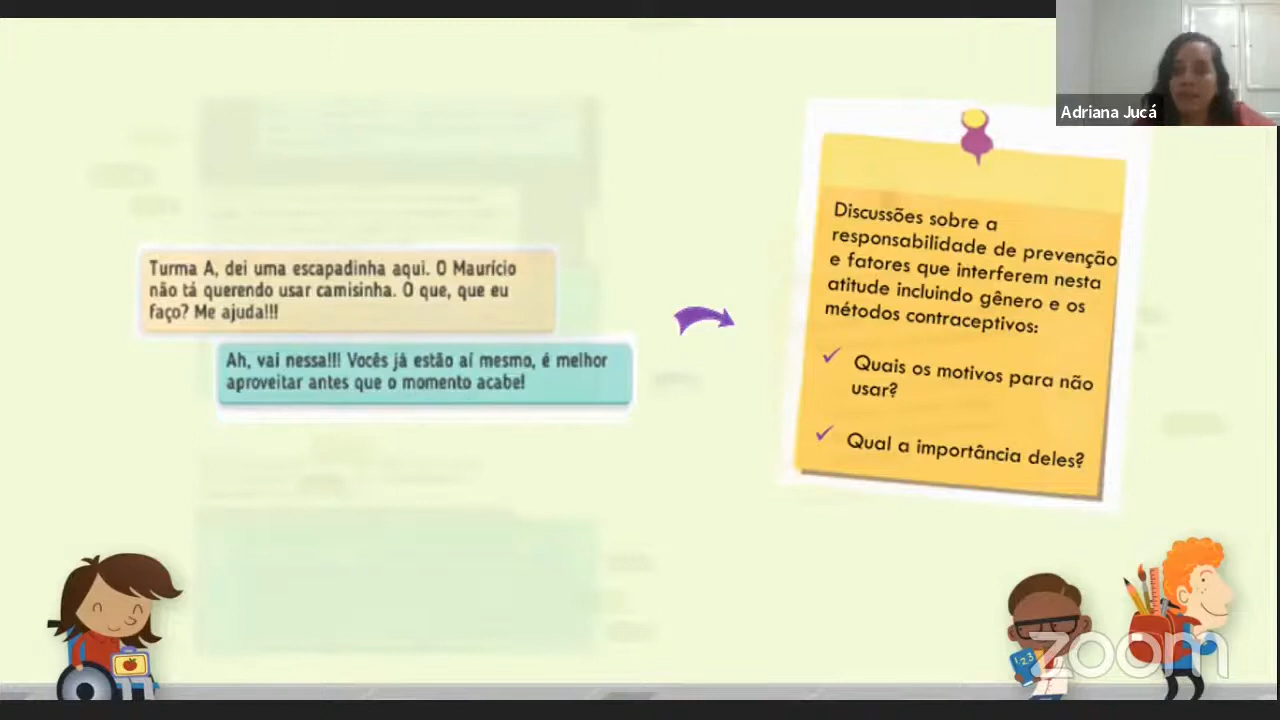 Adriana Jucá
Turma A, dei uma escapadinha aqui. O Maurício
não tá querendo usar camisinha. O que, que eu
faço? Me ajuda!!!
Ah, vai nessa!!! Vocês já estão aí mesmo, é melhor
aproveitar antes que o momento acabe!
Discussões sobre a
responsabilidade de prevenção
e fatores que interferem nesta
atitude incluindo gênero e os
métodos contraceptivos:
Quais os motivos para não
usar?
Qual a importância deles?
123
zoom